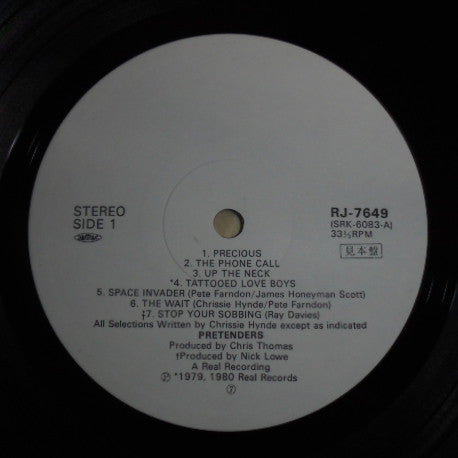 STEREO
SIDE 1
RJ-7649
(SRK-6083-A)
33⅓RPM
見本盤
1. PRECIOUS
2. THE PHONE CALL
3. UP THE NECK
*4. TATTOOED LOVE BOYS
5. SPACE INVADER (Pete Farndon/James Honeyman Scott)
6. THE WAIT (Chrissie Hynde/Pete Farndon)
‡7. STOP YOUR SOBBING (Ray Davies)
All Selections Written by Chrissie Hynde except as indicated
PRETENDERS
Produced by Chris Thomas
†Produced by Nick Lowe
A Real Recording
℗ *1979, 1980 Real Records